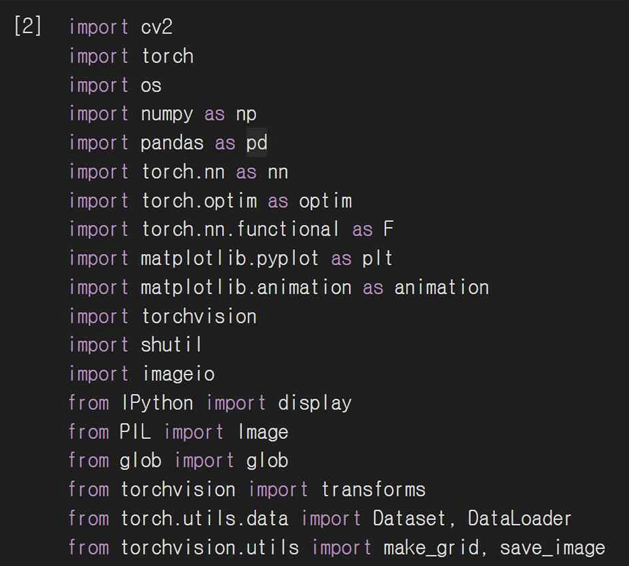 [2] import cv2
import torch
import os
import numpy as np
import pandas as pd
import torch.nn as nn
import torch.optim as optim
import torch.nn.functional as F
import matplotlib.pyplot as plt
import matplotlib.animation as animation
import torchvision
import shutil
import imageio
from IPython import display
from PIL import Image
from glob import glob
from torchvision import transforms
from torch.utils.data import Dataset, DataLoader
from torchvision.utils import make_grid, save_image